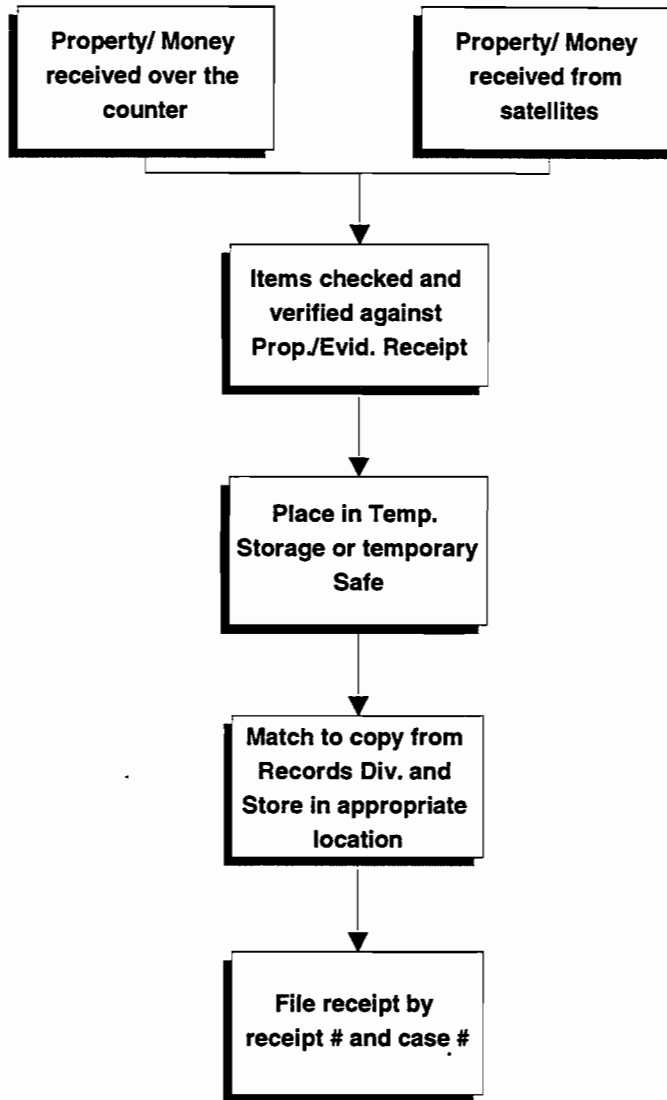 Property/ Money
received over the
counter
Property/ Money
received from
satellites
Items checked and
verified against
Prop./Evid. Receipt
Place in Temp.
Storage or temporary
Safe
Match to copy from
Records Div. and
Store in appropriate
location
File receipt by
receipt # and case #